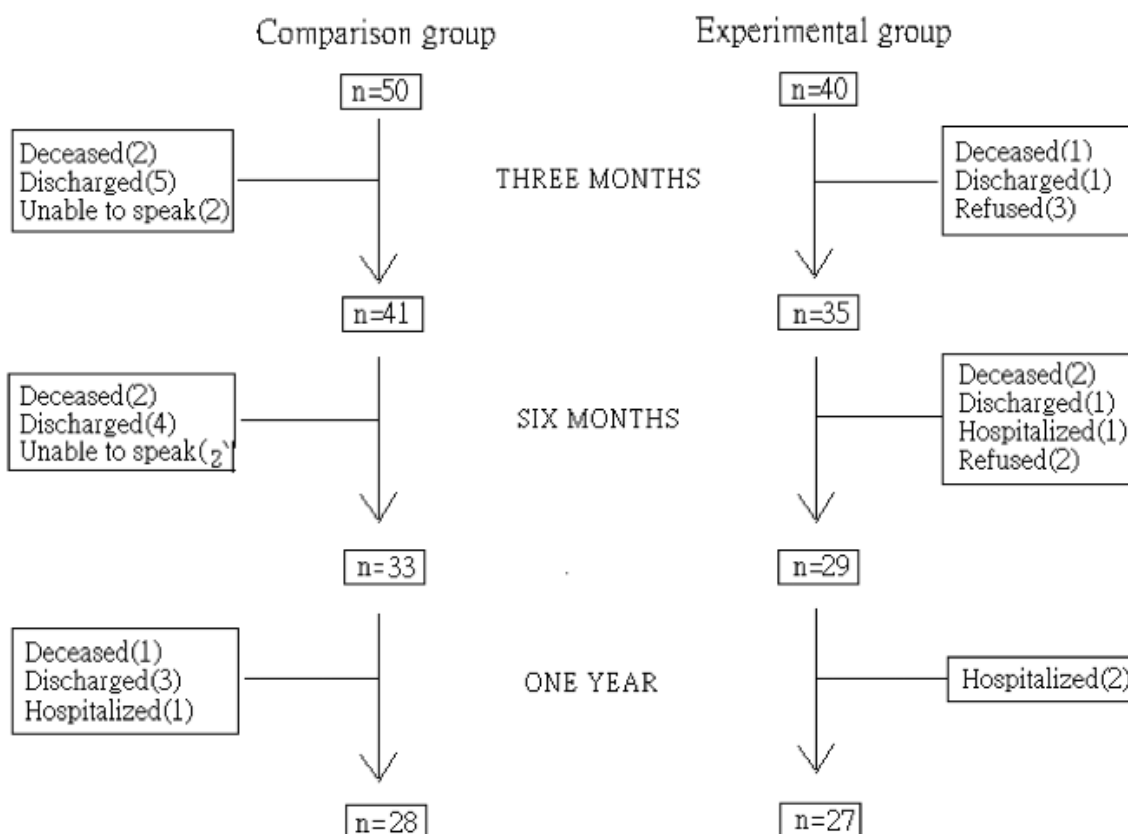 Comparison group
Experimental group
n=50
n=40
Deceased(2)
Discharged(5)
Unable to speak(2)
THREE MONTHS
Deceased(1)
Discharged(1)
Refused(3)
n=41
n=35
Deceased(2)
Discharged(4)
Unable to speak(2)
SIX MONTHS
Deceased(2)
Discharged(1)
Hospitalized(1)
Refused(2)
n=33
n=29
Deceased(1)
Discharged(3)
Hospitalized(1)
ONE YEAR
Hospitalized(2)
n=28
n=27